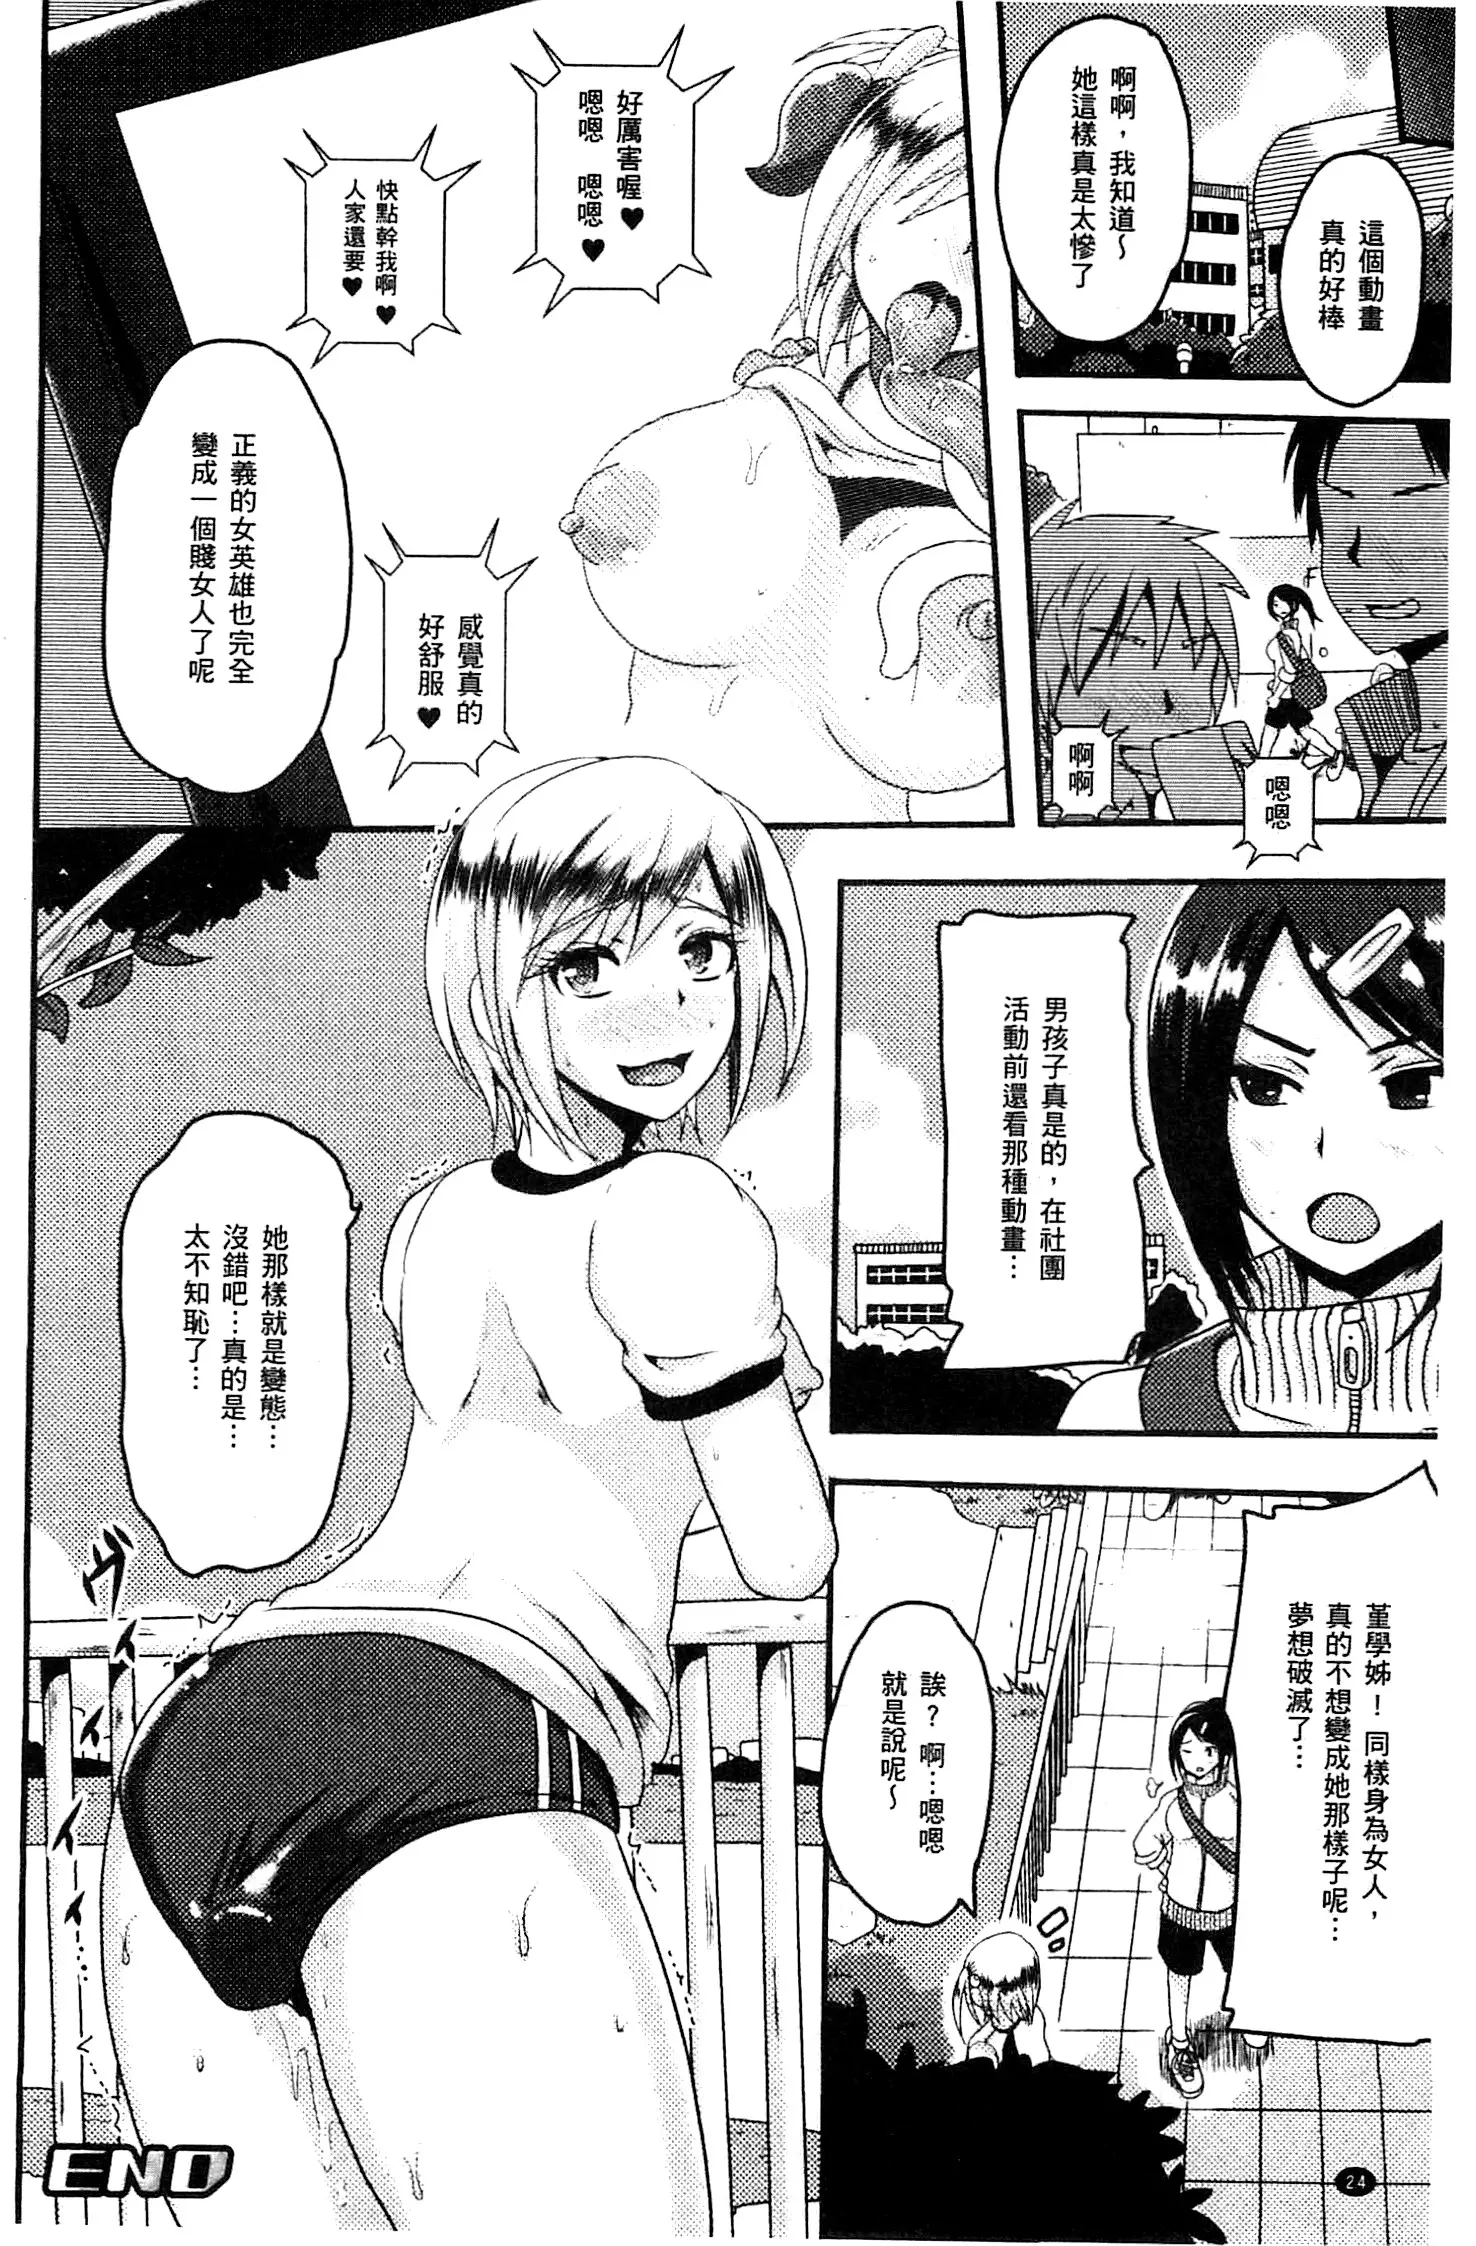 這個動畫
真的好棒
啊啊，我知道～
她這樣真是太慘了
啊啊
嗯嗯
好厲害喔♥
嗯嗯 嗯嗯♥
快點幹我啊♥
人家還要♥
感覺真的
好舒服♥
正義的女英雄也完全
變成一個賤女人了呢
男孩子真是的，在社團
活動前還看那種動畫…
堇學姊！同樣身為女人，
真的不想變成她那樣子呢…
夢想破滅了…
誒？啊…嗯嗯
就是說呢～
她那樣就是變態…
沒錯吧…真的是…
太不知恥了…
END
24